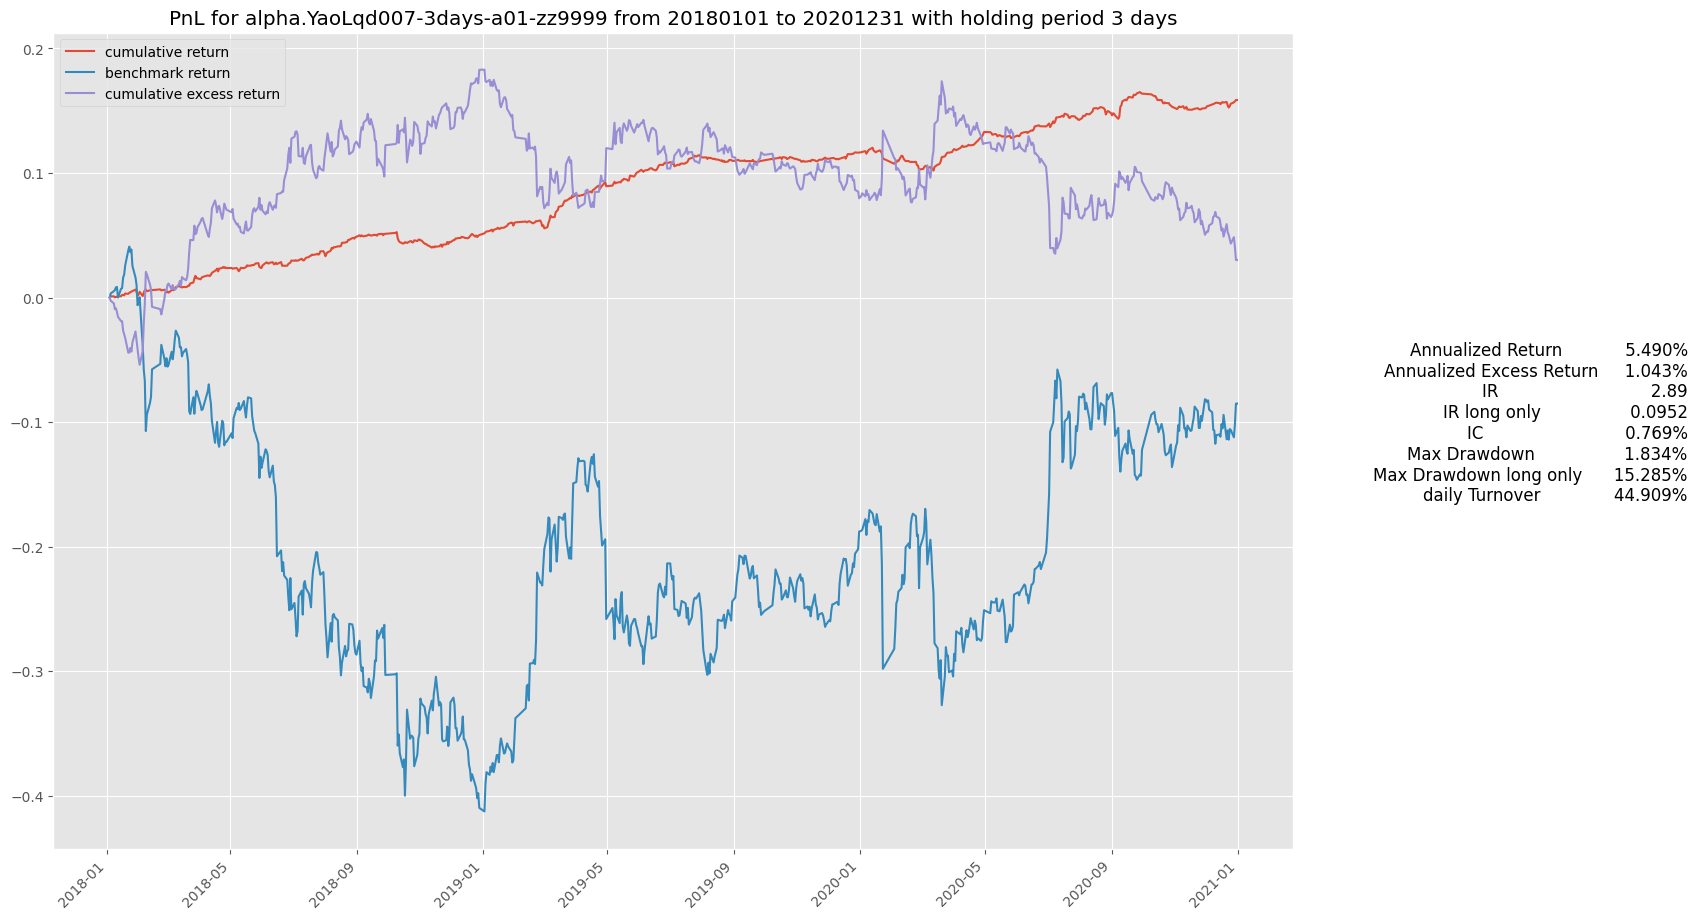 PnL for alpha.YaoLqd007-3days-a01-zz9999 from 20180101 to 20201231 with holding period 3 days
cumulative return
benchmark return
cumulative excess return
0.2
0.1
0.0
−0.1
−0.2
−0.3
−0.4
2018-01
2018-05
2018-09
2019-01
2019-05
2019-09
2020-01
2020-05
2020-09
2021-01
Annualized Return 5.490%
Annualized Excess Return 1.043%
IR 2.89
IR long only 0.0952
IC 0.769%
Max Drawdown 1.834%
Max Drawdown long only 15.285%
daily Turnover 44.909%